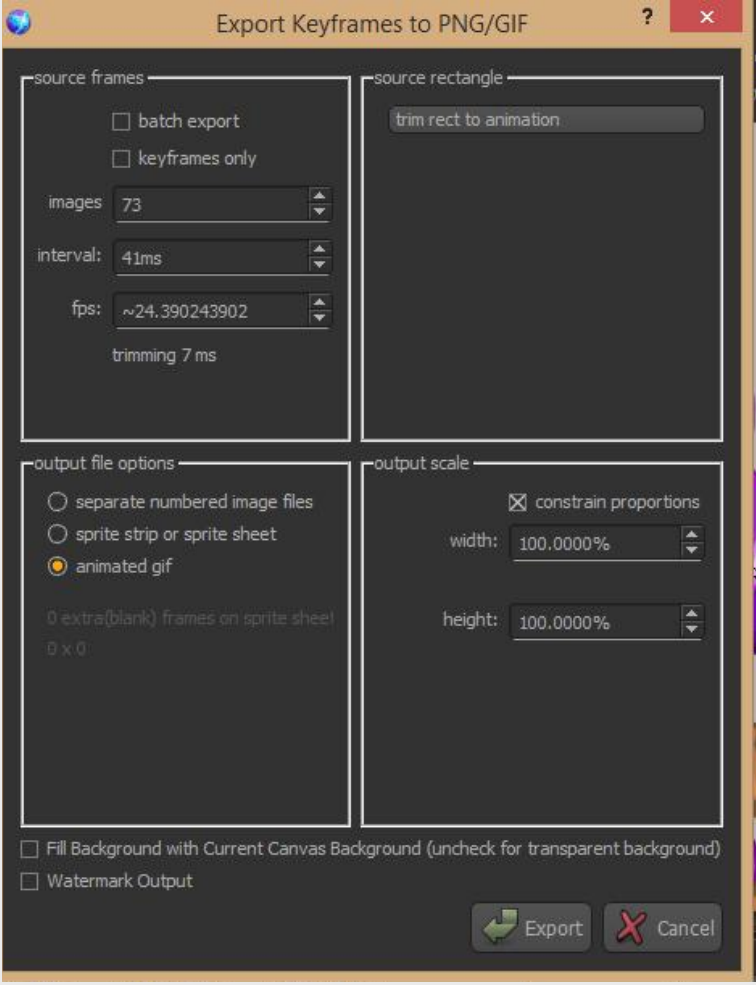 Export Keyframes to PNG/GIF
?
source frames
batch export
keyframes only
images 73
interval: 41ms
fps: ~24.390243902
trimming 7 ms
source rectangle
trim rect to animation
output file options
separate numbered image files
sprite strip or sprite sheet
animated gif
0 extra(blank) frames on sprite sheet
0 x 0
output scale
constrain proportions
width: 100.0000%
height: 100.0000%
Fill Background with Current Canvas Background (uncheck for transparent background)
Watermark Output
Export Cancel